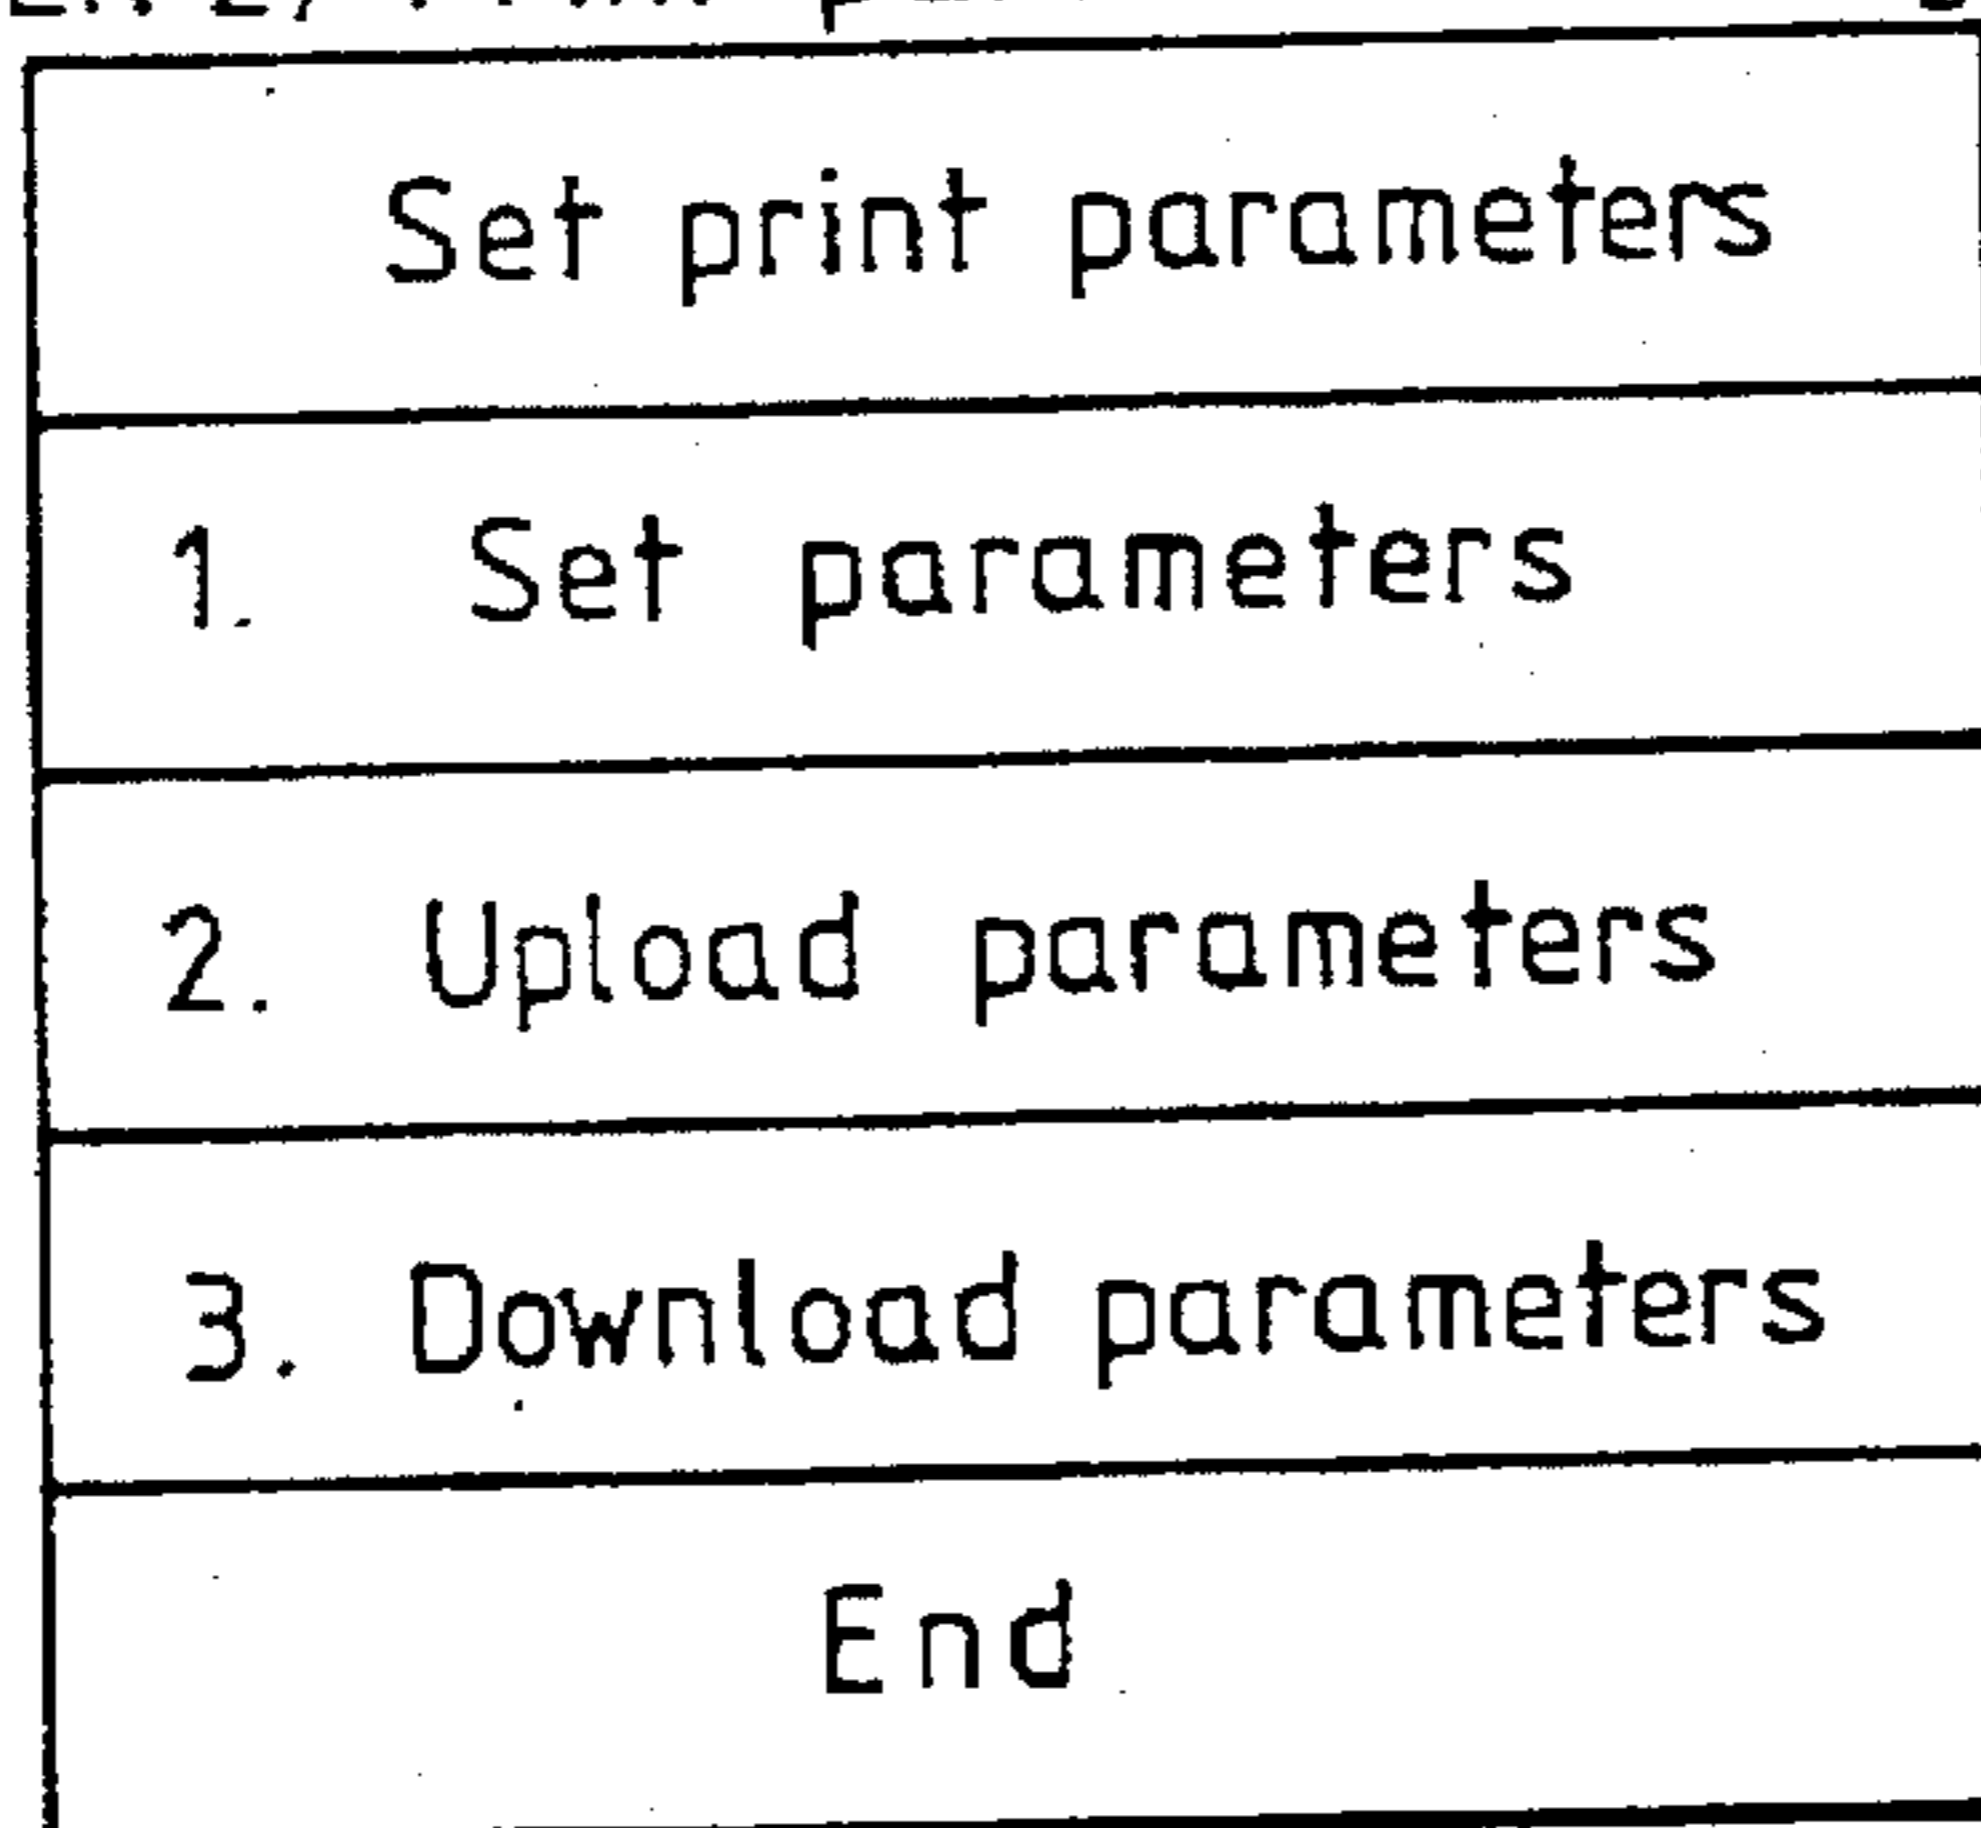 Set print parameters
1. Set parameters
2. Upload parameters
3. Download parameters
End